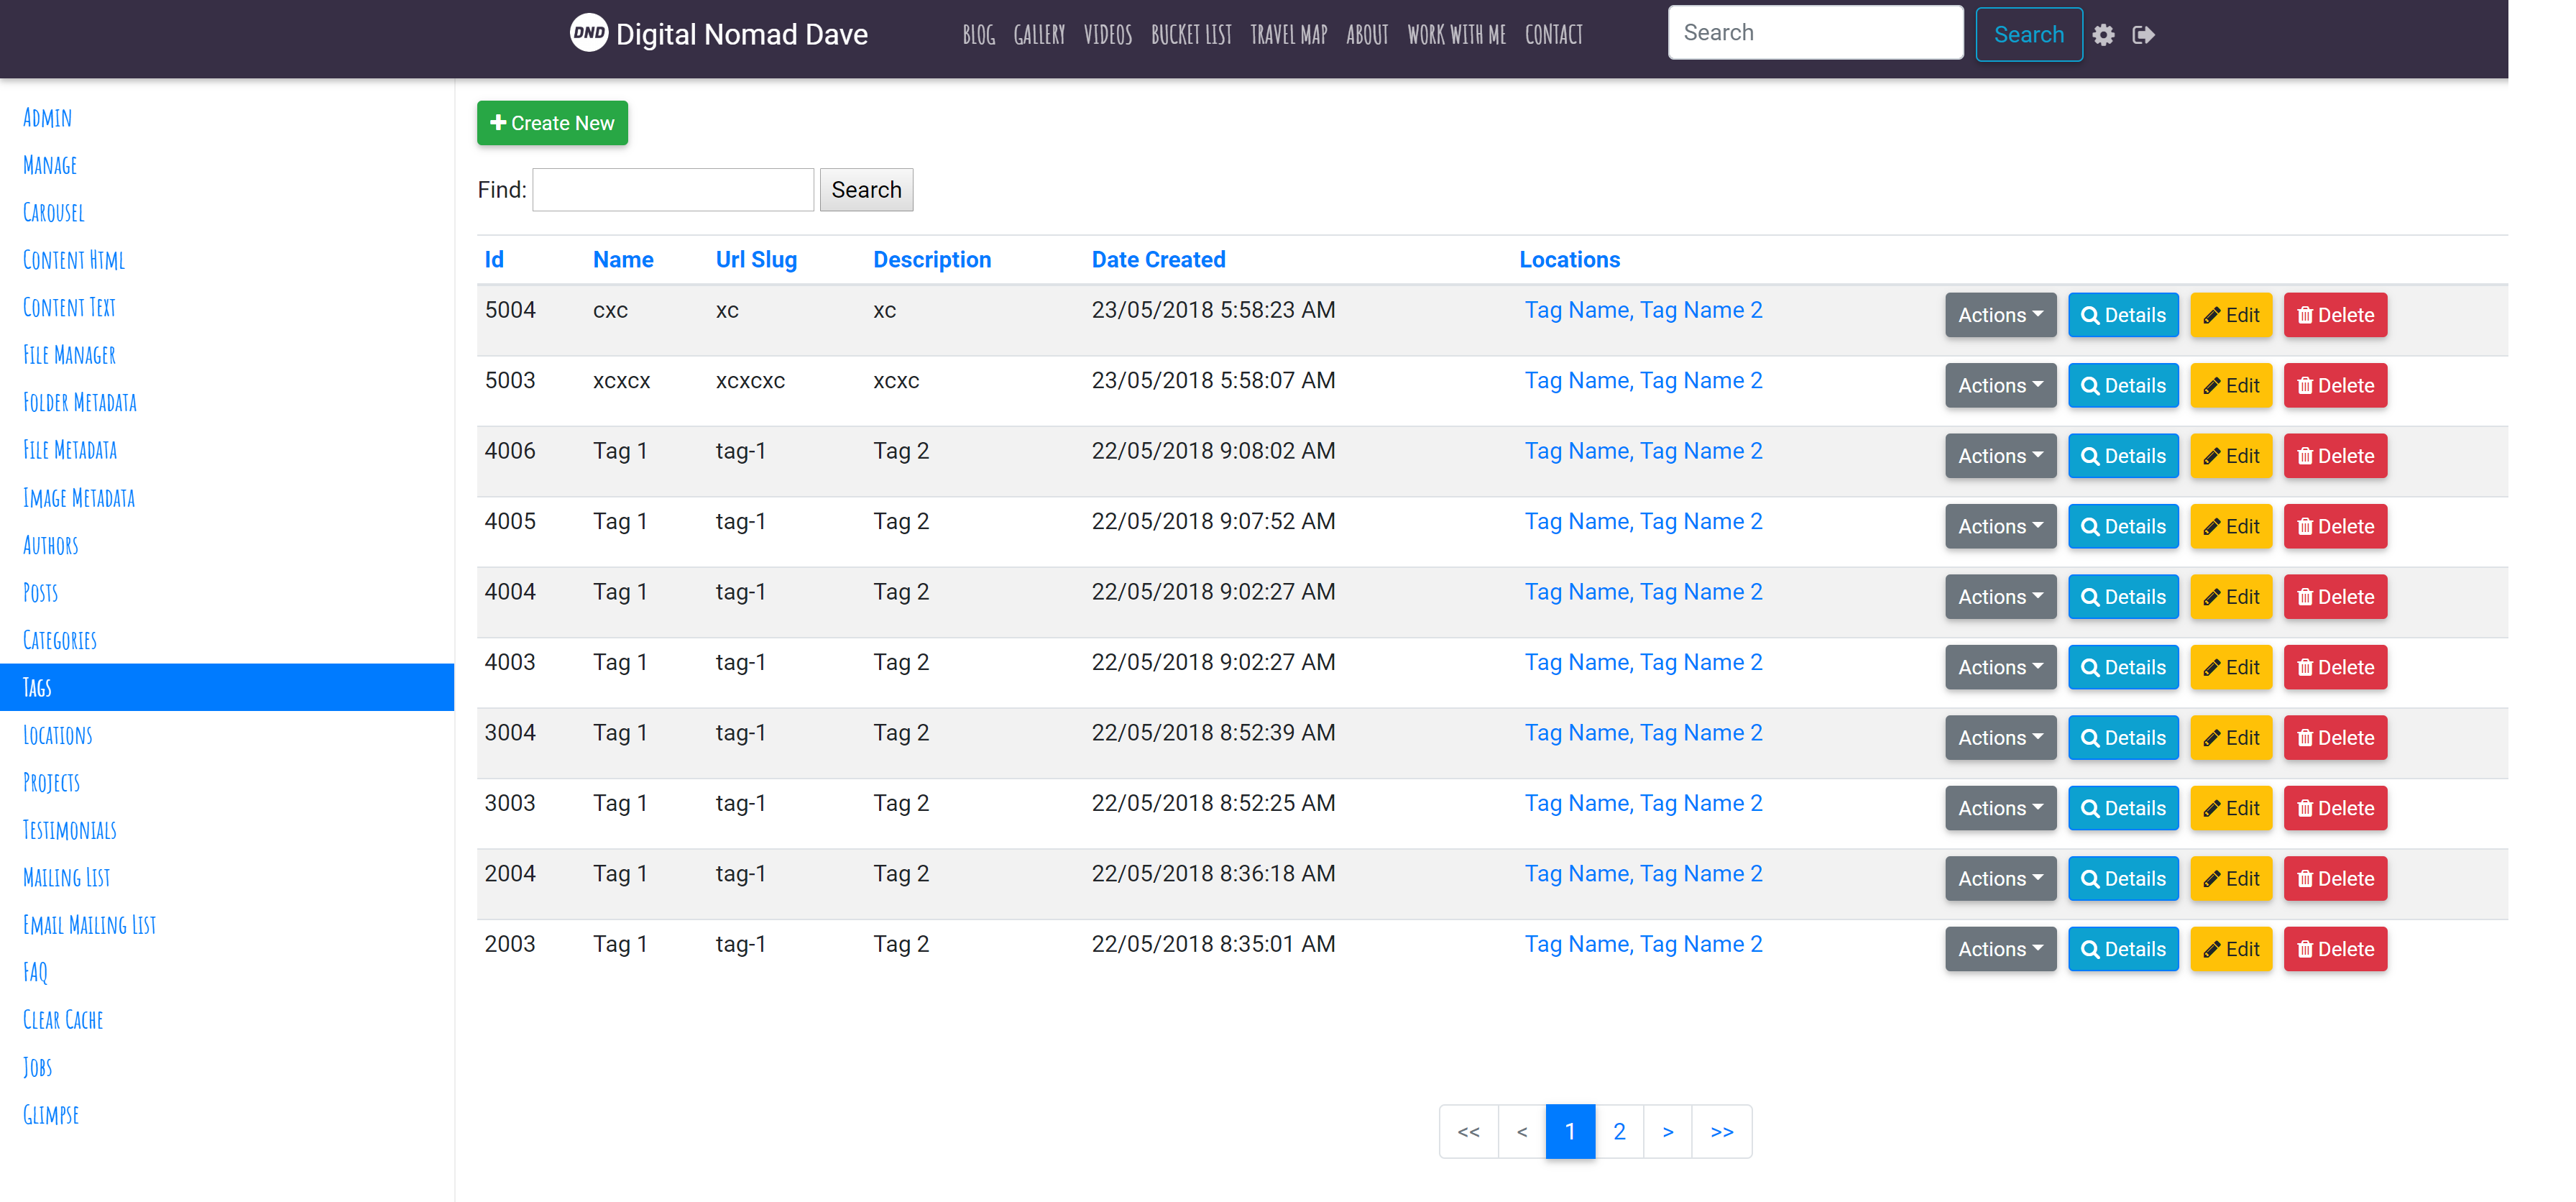 DND Digital Nomad Dave BLOG GALLERY VIDEOS BUCKET LIST TRAVEL MAP ABOUT WORK WITH ME CONTACT Search Search
Admin
Manage
Carousel
Content Html
Content Text
File Manager
Folder Metadata
File Metadata
Image Metadata
Authors
Posts
Categories
Tags
Locations
Projects
Testimonials
Mailing List
Email Mailing List
FAQ
Clear Cache
Jobs
Glimpse
Create New
Find: Search
Id Name Url Slug Description Date Created Locations
5004 cxc xc xc 23/05/2018 5:58:23 AM Tag Name, Tag Name 2 Actions Details Edit Delete
5003 xcxcx xcxcxc xcxc 23/05/2018 5:58:07 AM Tag Name, Tag Name 2 Actions Details Edit Delete
4006 Tag 1 tag-1 Tag 2 22/05/2018 9:08:02 AM Tag Name, Tag Name 2 Actions Details Edit Delete
4005 Tag 1 tag-1 Tag 2 22/05/2018 9:07:52 AM Tag Name, Tag Name 2 Actions Details Edit Delete
4004 Tag 1 tag-1 Tag 2 22/05/2018 9:02:27 AM Tag Name, Tag Name 2 Actions Details Edit Delete
4003 Tag 1 tag-1 Tag 2 22/05/2018 9:02:27 AM Tag Name, Tag Name 2 Actions Details Edit Delete
3004 Tag 1 tag-1 Tag 2 22/05/2018 8:52:39 AM Tag Name, Tag Name 2 Actions Details Edit Delete
3003 Tag 1 tag-1 Tag 2 22/05/2018 8:52:25 AM Tag Name, Tag Name 2 Actions Details Edit Delete
2004 Tag 1 tag-1 Tag 2 22/05/2018 8:36:18 AM Tag Name, Tag Name 2 Actions Details Edit Delete
2003 Tag 1 tag-1 Tag 2 22/05/2018 8:35:01 AM Tag Name, Tag Name 2 Actions Details Edit Delete
<< < 1 2 > >>